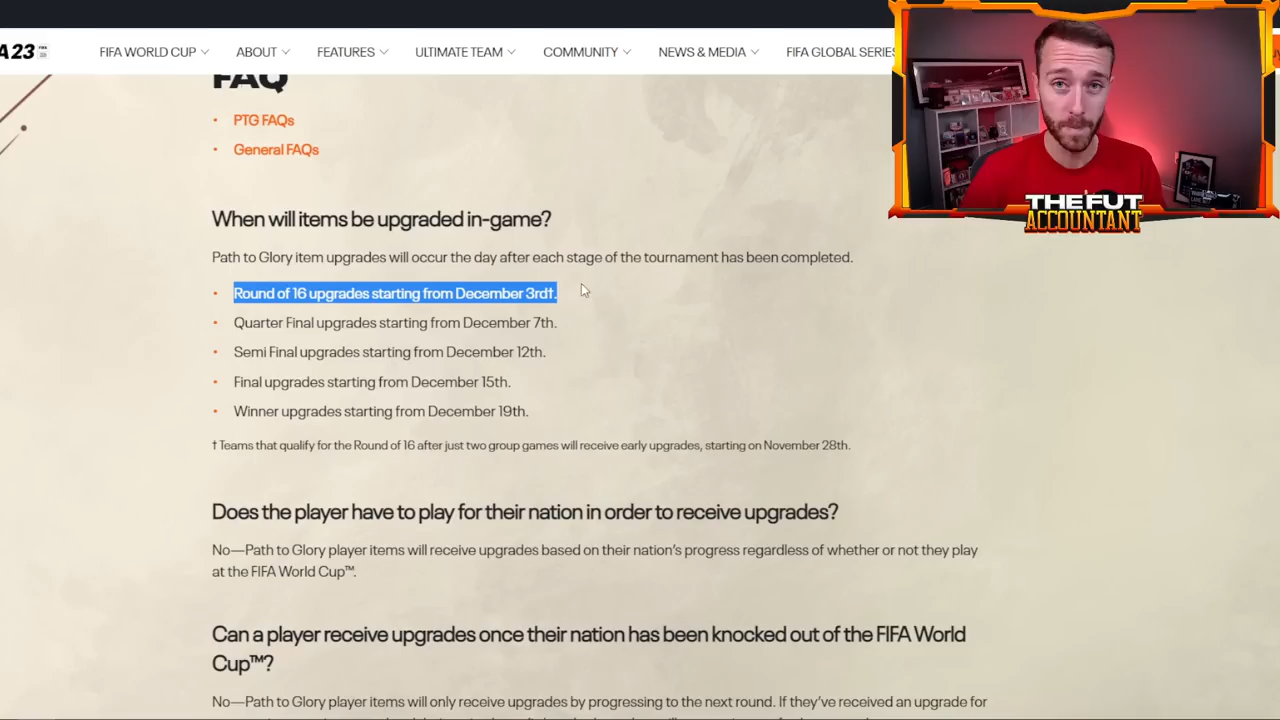 A 23
FIFA WORLD CUP
ABOUT
FEATURES
ULTIMATE TEAM
COMMUNITY
NEWS & MEDIA
FIFA GLOBAL SERIES
THE FUT
ACCOUNTANT
FAQ
• PTG FAQs
• General FAQs
When will items be upgraded in-game?
Path to Glory item upgrades will occur the day after each stage of the tournament has been completed.
• Round of 16 upgrades starting from December 3rd†.
• Quarter Final upgrades starting from December 7th.
• Semi Final upgrades starting from December 12th.
• Final upgrades starting from December 15th.
• Winner upgrades starting from December 19th.
† Teams that qualify for the Round of 16 after just two group games will receive early upgrades, starting on November 28th.
Does the player have to play for their nation in order to receive upgrades?
No—Path to Glory player items will receive upgrades based on their nation's progress regardless of whether or not they play
at the FIFA World Cup™.
Can a player receive upgrades once their nation has been knocked out of the FIFA World
Cup™?
No—Path to Glory player items will only receive upgrades by progressing to the next round. If they've received an upgrade for